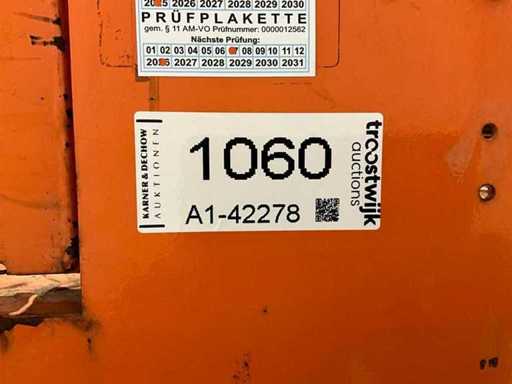 2025 2026 2027 2028 2029 2030
PRÜFPLAKETTE
gem. § 11 AM-VO Prüfnummer: 0000012562
Nächste Prüfung:
01 02 03 04 05 06 07 08 09 10 11 12
2026 2027 2028 2029 2030 2031
KARNER & DECHOW
AUKTIONEN
1060
A1-42278
troostwijk
auctions